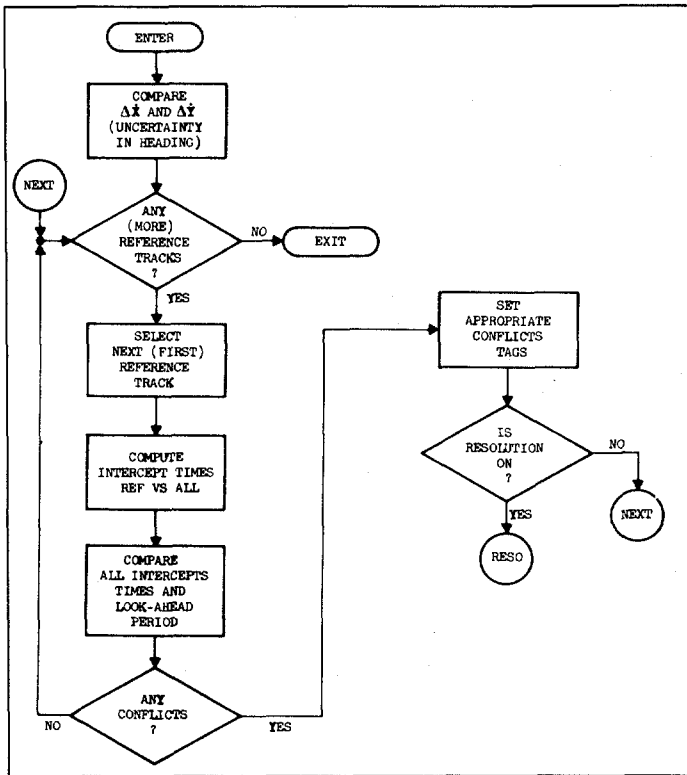 ENTER
COMPARE
ΔẊ AND ΔẎ
(UNCERTAINTY
IN HEADING)
NEXT
ANY
(MORE)
REFERENCE
TRACKS
?
NO
EXIT
YES
SELECT
NEXT (FIRST)
REFERENCE
TRACK
COMPUTE
INTERCEPT TIMES
REF VS ALL
COMPARE
ALL INTERCEPTS
TIMES AND
LOOK-AHEAD
PERIOD
ANY
CONFLICTS
?
NO
YES
SET
APPROPRIATE
CONFLICTS
TAGS
IS
RESOLUTION
ON
?
NO
NEXT
YES
RESO